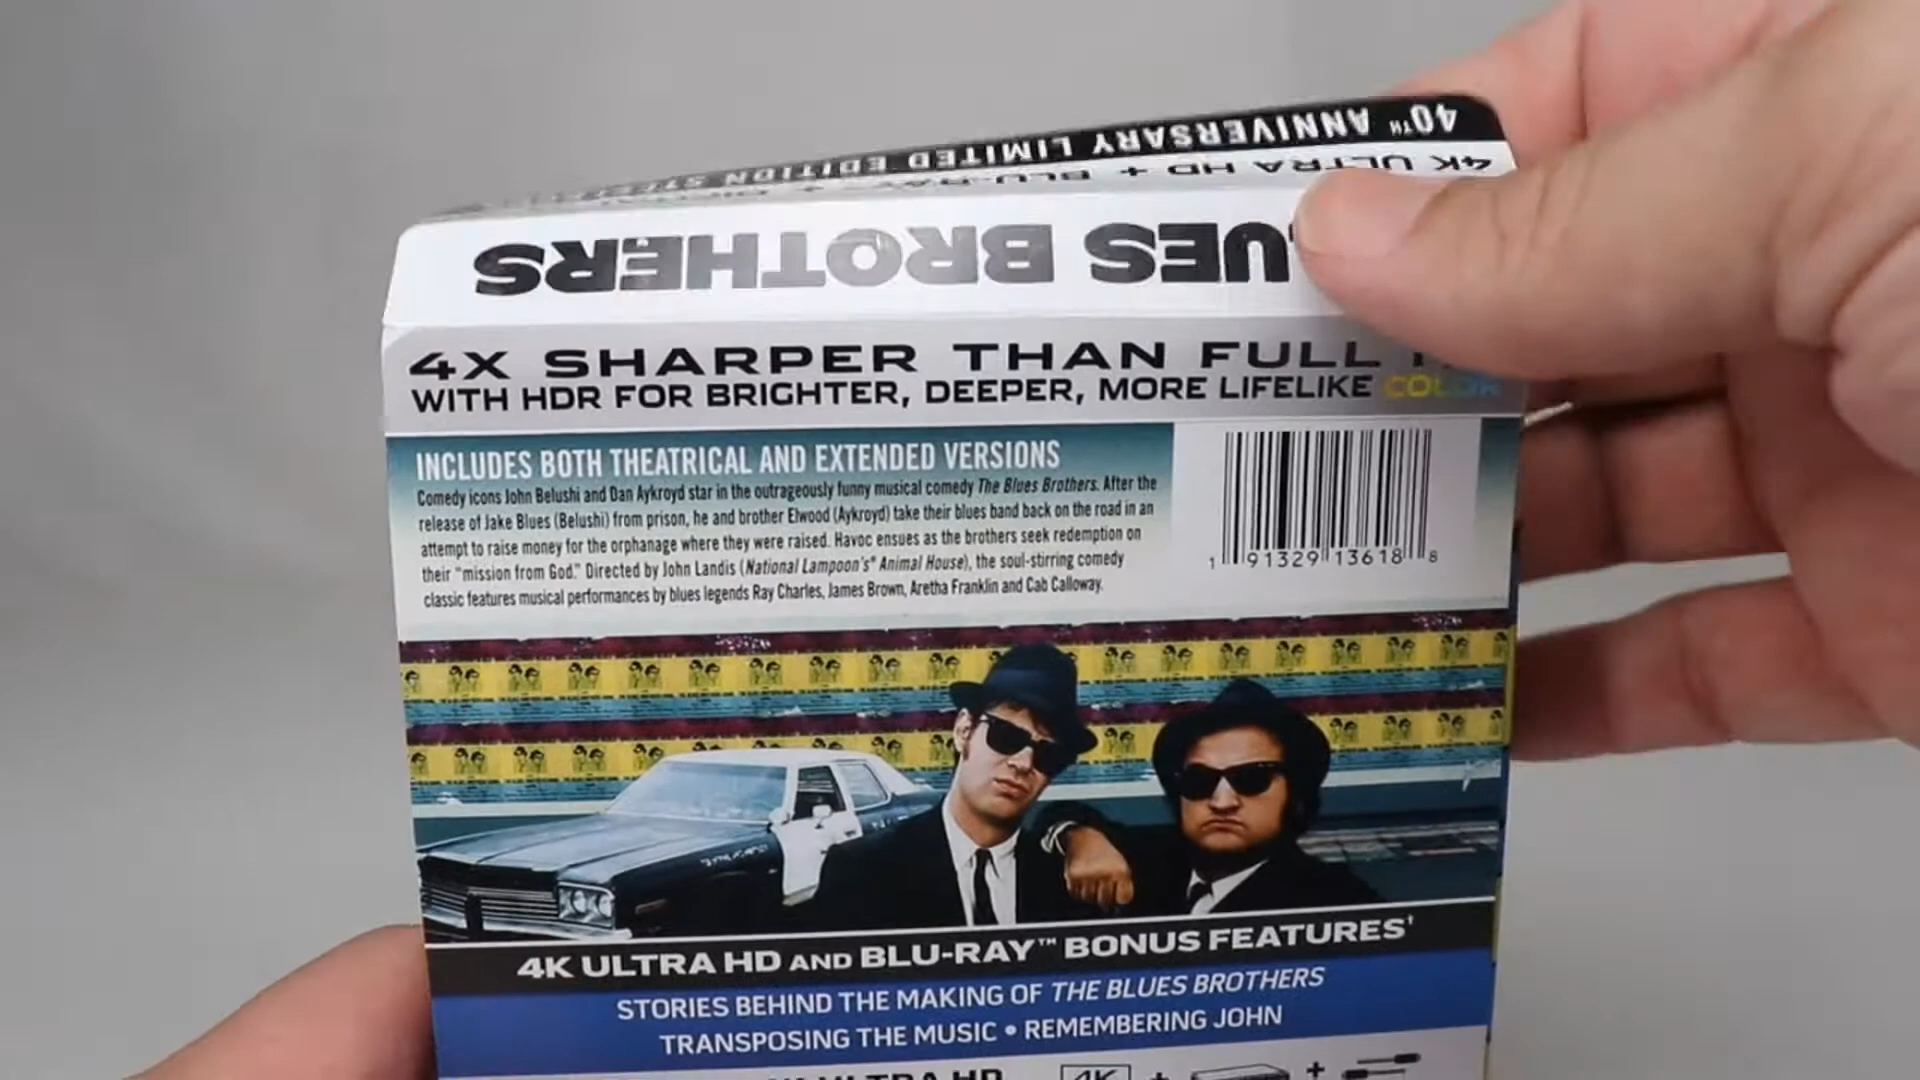 40TH ANNIVERSARY LIMITED EDITION
4K ULTRA HD + BLU-RAY +
UES BROTHERS
4X SHARPER THAN FULL
WITH HDR FOR BRIGHTER, DEEPER, MORE LIFELIKE COLOR
INCLUDES BOTH THEATRICAL AND EXTENDED VERSIONS
Comedy icons John Belushi and Dan Aykroyd star in the outrageously funny musical comedy The Blues Brothers. After the
release of Jake Blues (Belushi) from prison, he and brother Elwood (Aykroyd) take their blues band back on the road in an
attempt to raise money for the orphanage where they were raised. Havoc ensues as the brothers seek redemption on
their "mission from God." Directed by John Landis (National Lampoon's® Animal House), the soul-stirring comedy
classic features musical performances by blues legends Ray Charles, James Brown, Aretha Franklin and Cab Calloway.
1 91329 13618 8
4K ULTRA HD AND BLU-RAY™ BONUS FEATURES†
STORIES BEHIND THE MAKING OF THE BLUES BROTHERS
TRANSPOSING THE MUSIC • REMEMBERING JOHN
ULTRA HD 4K + +